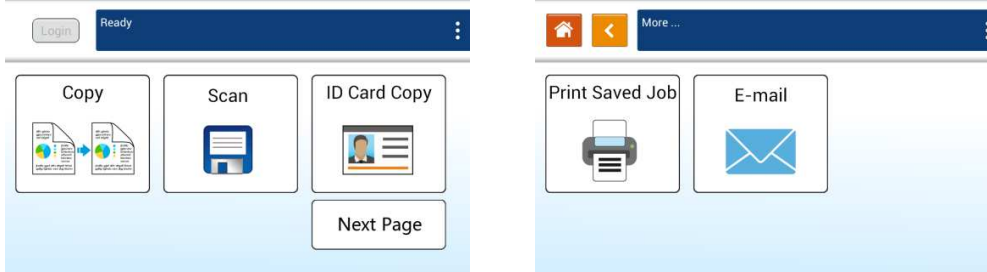 Login
Ready
Copy
Scan
ID Card Copy
Next Page
More ...
Print Saved Job
E-mail